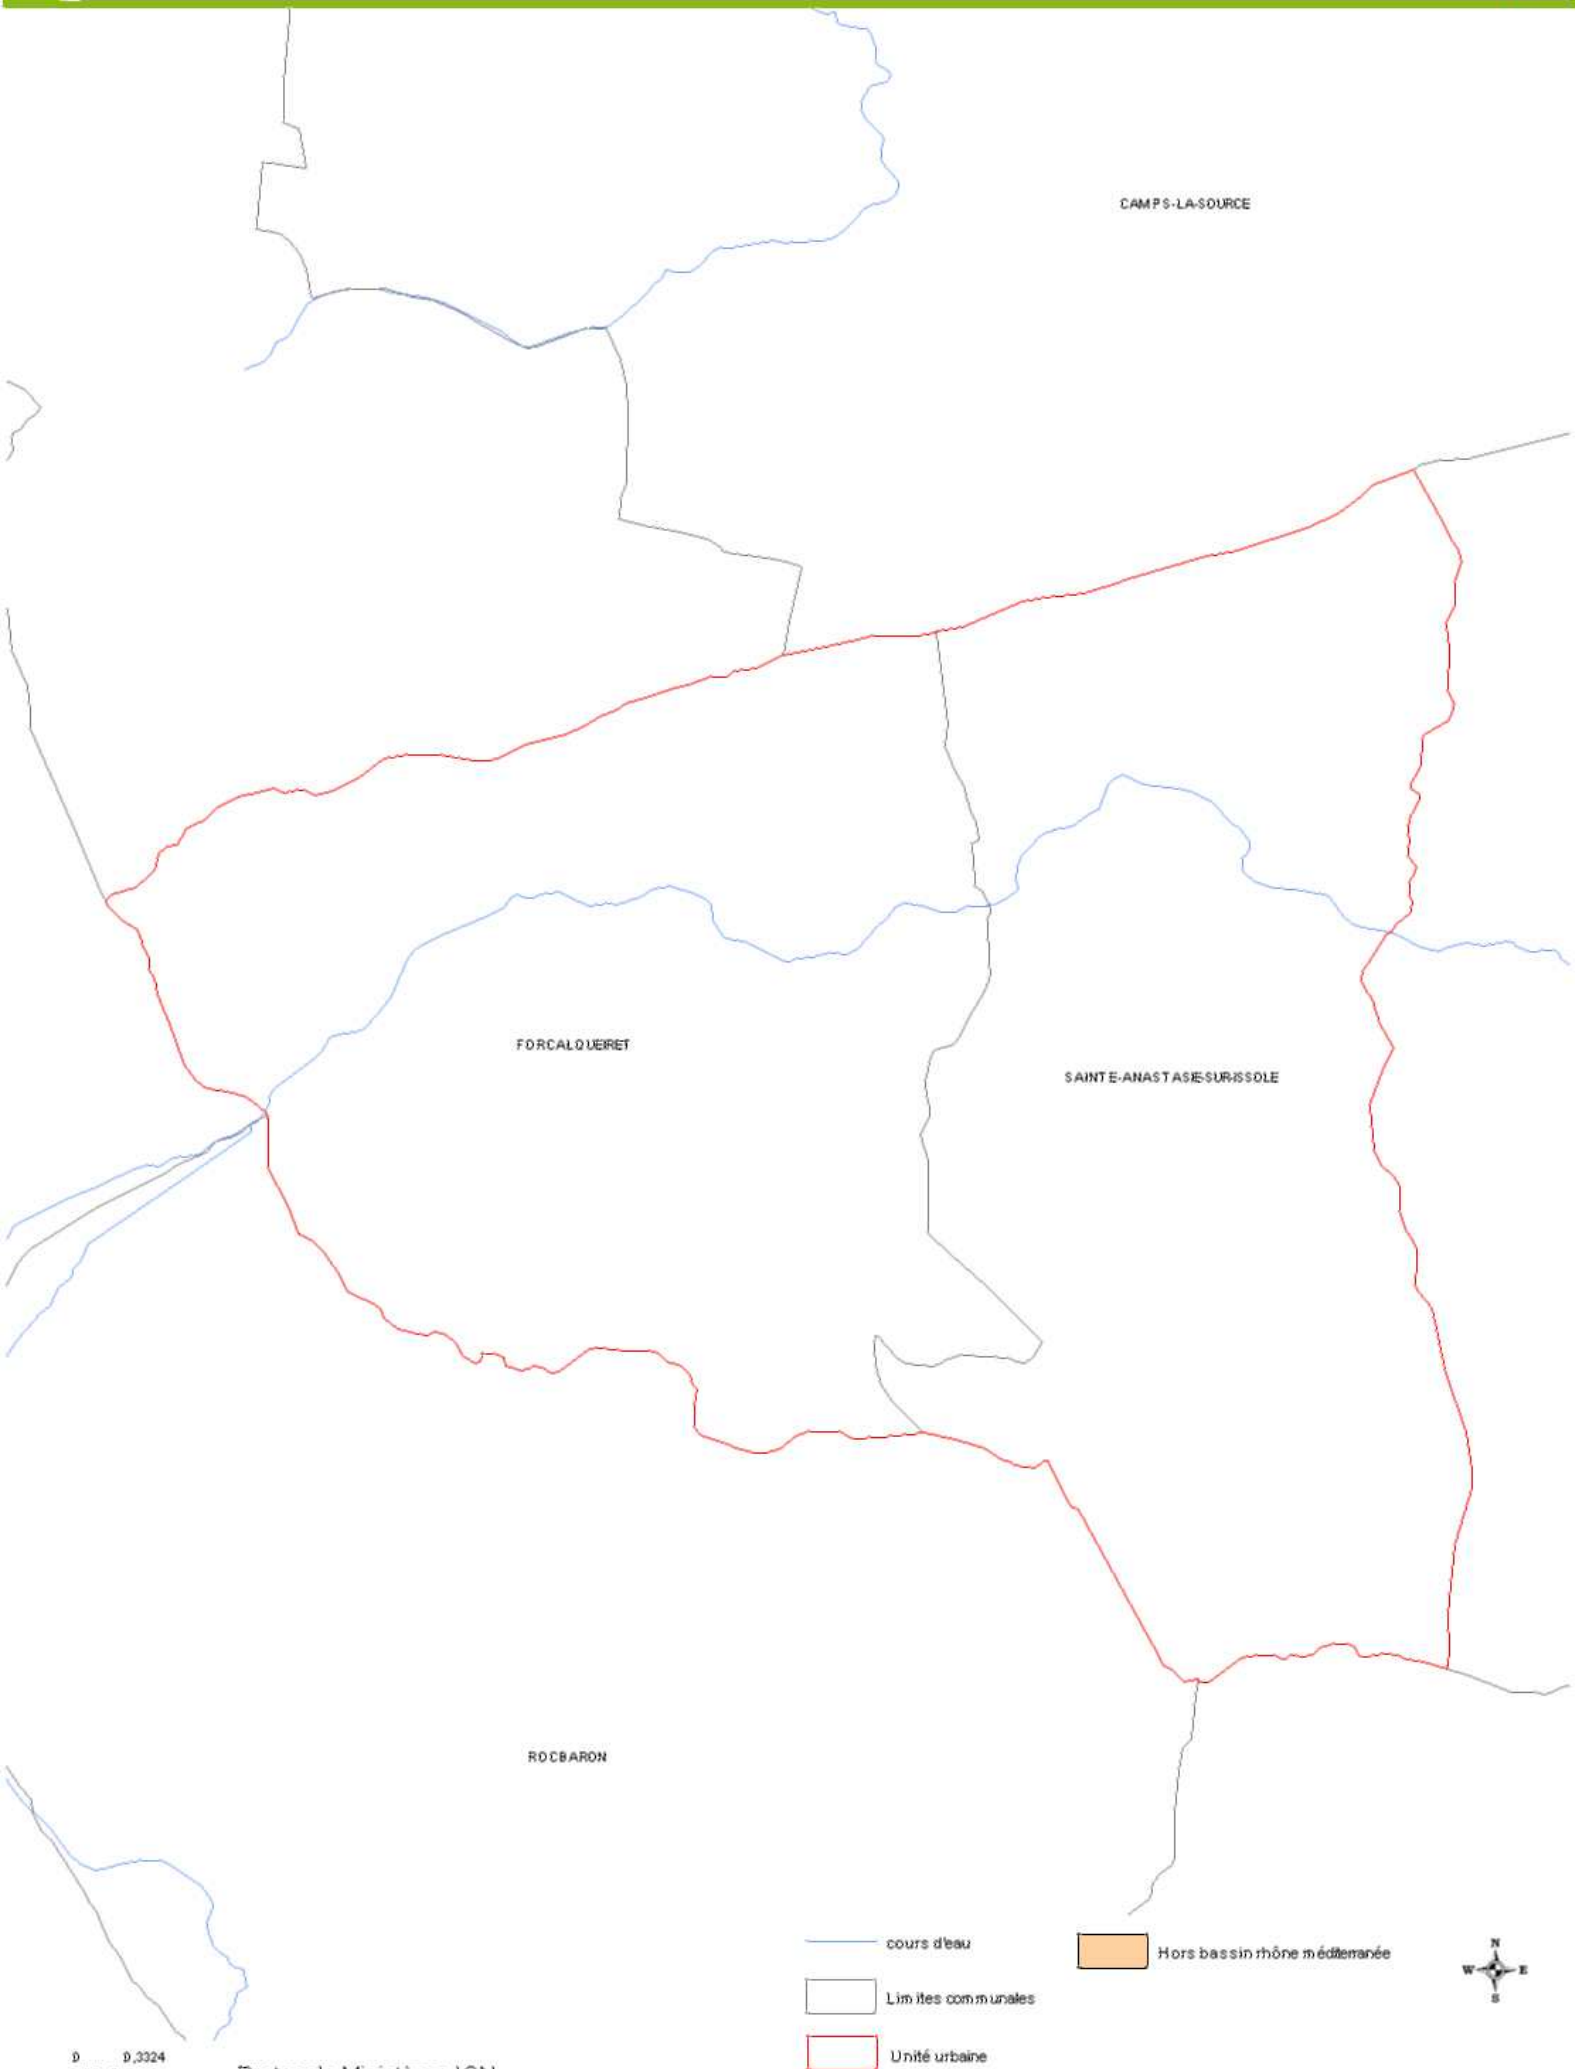 CAMPS-LA-SOURCE
FORCALQUEIRET
SAINTE-ANASTASIE-SUR-ISSOLE
ROCBARON
cours d'eau
Hors bassin rhône méditerranée
Limites communales
Unité urbaine
N
W E
S
0 0,3324